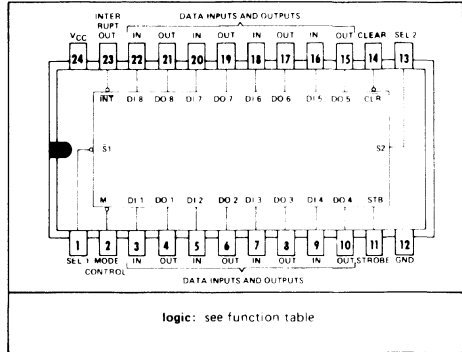 INTER
RUPT DATA INPUTS AND OUTPUTS
VCC OUT IN OUT IN OUT IN OUT IN OUT CLEAR SEL 2
24 23 22 21 20 19 18 17 16 15 14 13
INT DI 8 DO 8 DI 7 DO 7 DI 6 DO 6 DI 5 DO 5 CLR
S1 S2
M DI 1 DO 1 DI 2 DO 2 DI 3 DO 3 DI 4 DO 4 STB
1 2 3 4 5 6 7 8 9 10 11 12
SEL 1 MODE IN OUT IN OUT IN OUT IN OUT STROBE GND
CONTROL
DATA INPUTS AND OUTPUTS
logic: see function table